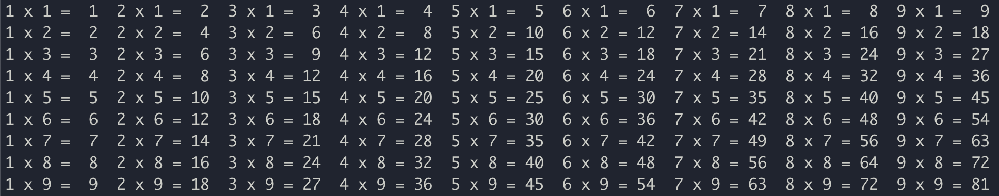 1 x 1 =  1  2 x 1 =  2  3 x 1 =  3  4 x 1 =  4  5 x 1 =  5  6 x 1 =  6  7 x 1 =  7  8 x 1 =  8  9 x 1 =  9
1 x 2 =  2  2 x 2 =  4  3 x 2 =  6  4 x 2 =  8  5 x 2 = 10  6 x 2 = 12  7 x 2 = 14  8 x 2 = 16  9 x 2 = 18
1 x 3 =  3  2 x 3 =  6  3 x 3 =  9  4 x 3 = 12  5 x 3 = 15  6 x 3 = 18  7 x 3 = 21  8 x 3 = 24  9 x 3 = 27
1 x 4 =  4  2 x 4 =  8  3 x 4 = 12  4 x 4 = 16  5 x 4 = 20  6 x 4 = 24  7 x 4 = 28  8 x 4 = 32  9 x 4 = 36
1 x 5 =  5  2 x 5 = 10  3 x 5 = 15  4 x 5 = 20  5 x 5 = 25  6 x 5 = 30  7 x 5 = 35  8 x 5 = 40  9 x 5 = 45
1 x 6 =  6  2 x 6 = 12  3 x 6 = 18  4 x 6 = 24  5 x 6 = 30  6 x 6 = 36  7 x 6 = 42  8 x 6 = 48  9 x 6 = 54
1 x 7 =  7  2 x 7 = 14  3 x 7 = 21  4 x 7 = 28  5 x 7 = 35  6 x 7 = 42  7 x 7 = 49  8 x 7 = 56  9 x 7 = 63
1 x 8 =  8  2 x 8 = 16  3 x 8 = 24  4 x 8 = 32  5 x 8 = 40  6 x 8 = 48  7 x 8 = 56  8 x 8 = 64  9 x 8 = 72
1 x 9 =  9  2 x 9 = 18  3 x 9 = 27  4 x 9 = 36  5 x 9 = 45  6 x 9 = 54  7 x 9 = 63  8 x 9 = 72  9 x 9 = 81